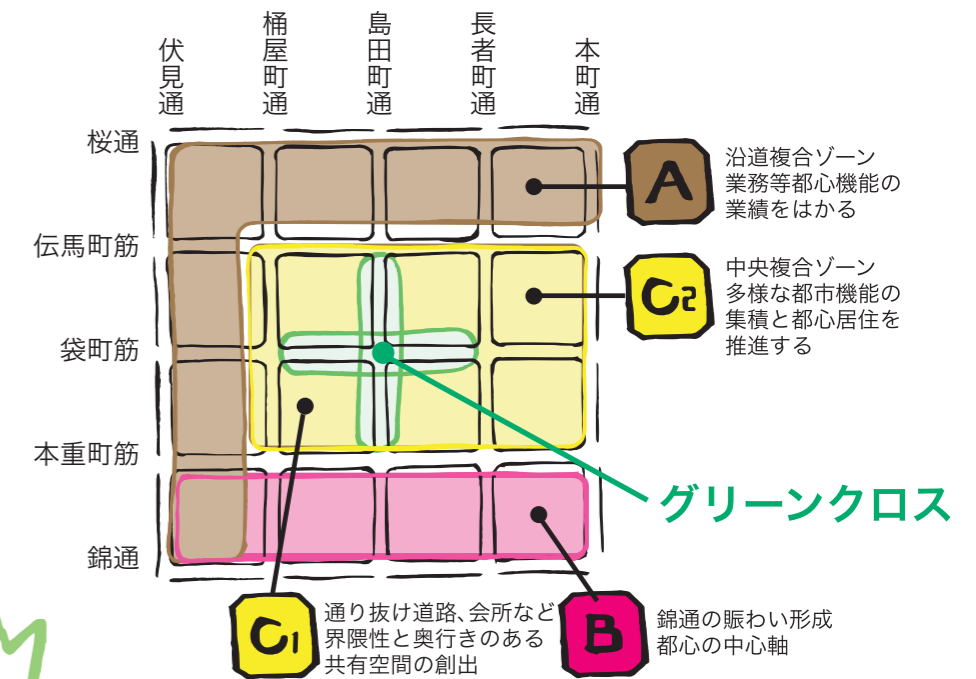 伏見通
桶屋町通
島田町通
長者町通
本町通
桜通
伝馬町筋
袋町筋
本重町筋
錦通
A
沿道複合ゾーン
業務等都心機能の
業績をはかる
C2
中央複合ゾーン
多様な都市機能の
集積と都心居住を
推進する
グリーンクロス
C1
通り抜け道路、会所など
界隈性と奥行きのある
共有空間の創出
B
錦通の賑わい形成
都心の中心軸